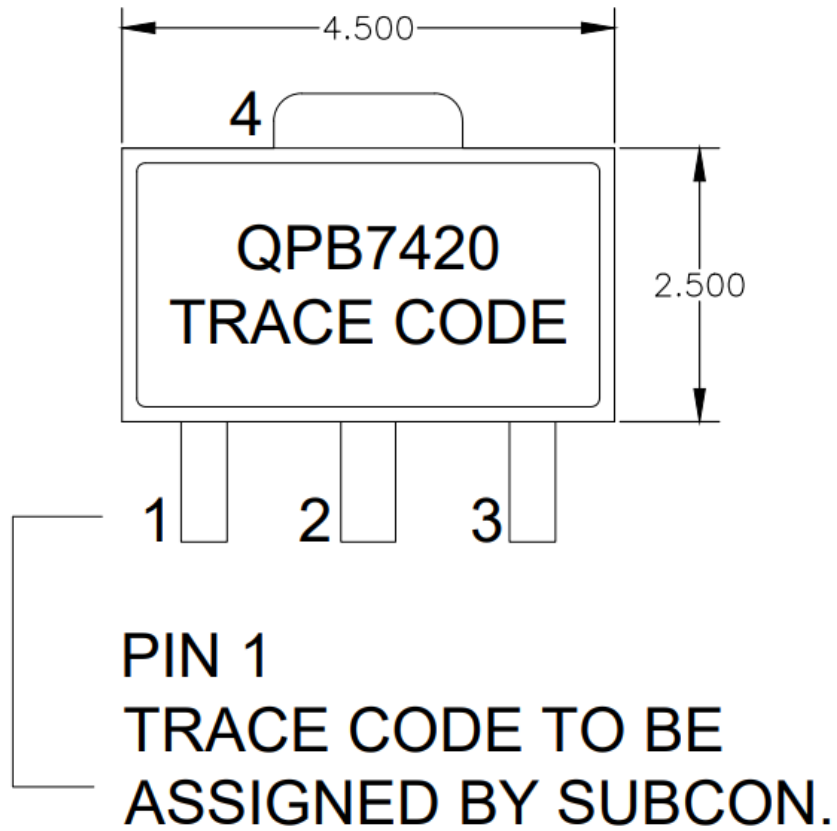 4.500
4
QPB7420
TRACE CODE
2.500
1 2 3
PIN 1
TRACE CODE TO BE
ASSIGNED BY SUBCON.